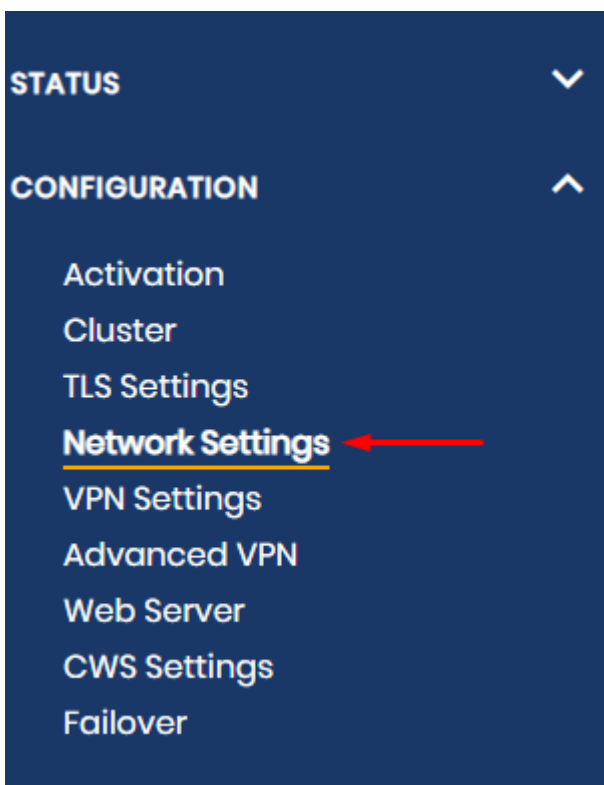 STATUS
CONFIGURATION
Activation
Cluster
TLS Settings
Network Settings
VPN Settings
Advanced VPN
Web Server
CWS Settings
Failover